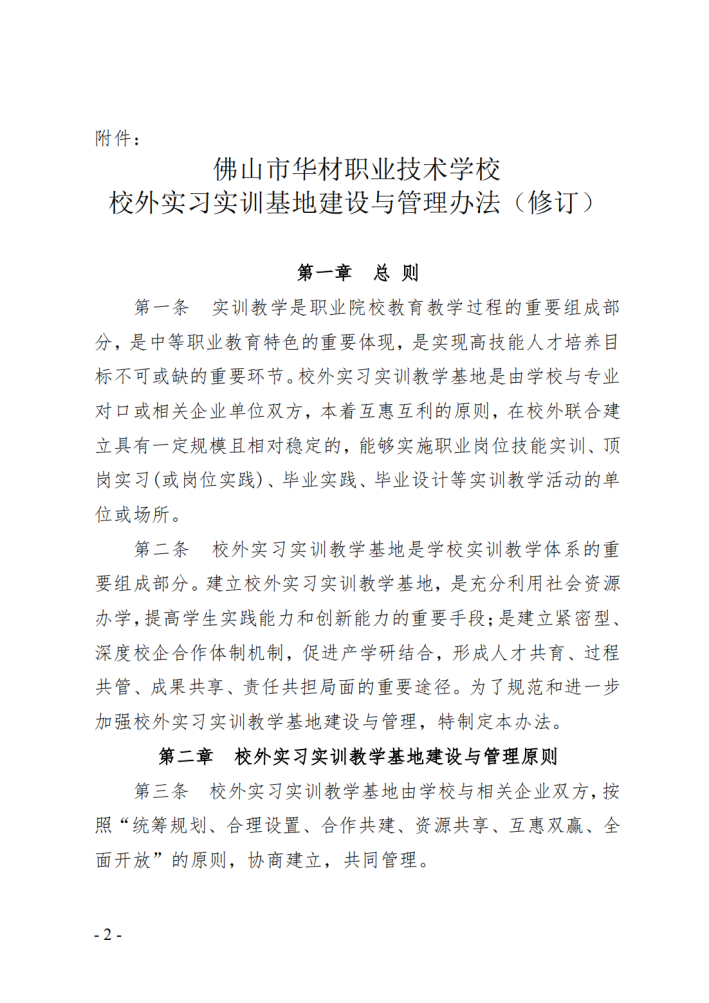 附件：
佛山市华材职业技术学校
校外实习实训基地建设与管理办法（修订）
第一章　总 则
第一条　实训教学是职业院校教育教学过程的重要组成部
分，是中等职业教育特色的重要体现，是实现高技能人才培养目
标不可或缺的重要环节。校外实习实训教学基地是由学校与专业
对口或相关企业单位双方，本着互惠互利的原则，在校外联合建
立具有一定规模且相对稳定的，能够实施职业岗位技能实训、顶
岗实习(或岗位实践)、毕业实践、毕业设计等实训教学活动的单
位或场所。
第二条　校外实习实训教学基地是学校实训教学体系的重
要组成部分。建立校外实习实训教学基地，是充分利用社会资源
办学，提高学生实践能力和创新能力的重要手段；是建立紧密型、
深度校企合作体制机制，促进产学研结合，形成人才共育、过程
共管、成果共享、责任共担局面的重要途径。为了规范和进一步
加强校外实习实训教学基地建设与管理，特制定本办法。
第二章　校外实习实训教学基地建设与管理原则
第三条　校外实习实训教学基地由学校与相关企业双方，按
照“统筹规划、合理设置、合作共建、资源共享、互惠双赢、全
面开放”的原则，协商建立，共同管理。
- 2 -